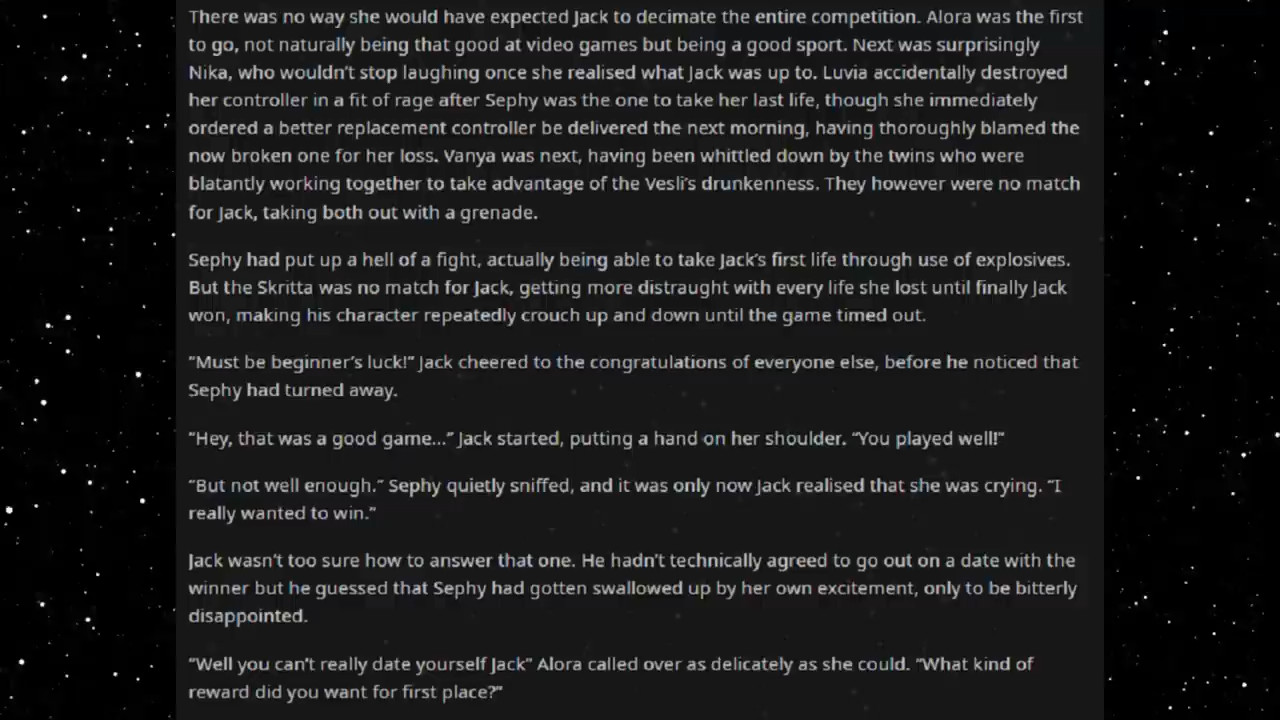 There was no way she would have expected Jack to decimate the entire competition. Alora was the first
to go, not naturally being that good at video games but being a good sport. Next was surprisingly
Nika, who wouldn't stop laughing once she realised what Jack was up to. Luvia accidentally destroyed
her controller in a fit of rage after Sephy was the one to take her last life, though she immediately
ordered a better replacement controller be delivered the next morning, having thoroughly blamed the
now broken one for her loss. Vanya was next, having been whittled down by the twins who were
blatantly working together to take advantage of the Vesli's drunkenness. They however were no match
for Jack, taking both out with a grenade.
Sephy had put up a hell of a fight, actually being able to take Jack's first life through use of explosives.
But the Skritta was no match for Jack, getting more distraught with every life she lost until finally Jack
won, making his character repeatedly crouch up and down until the game timed out.
“Must be beginner's luck!” Jack cheered to the congratulations of everyone else, before he noticed that
Sephy had turned away.
“Hey, that was a good game...” Jack started, putting a hand on her shoulder. “You played well!”
“But not well enough.” Sephy quietly sniffed, and it was only now Jack realised that she was crying. “I
really wanted to win.”
Jack wasn't too sure how to answer that one. He hadn't technically agreed to go out on a date with the
winner but he guessed that Sephy had gotten swallowed up by her own excitement, only to be bitterly
disappointed.
“Well you can't really date yourself Jack” Alora called over as delicately as she could. “What kind of
reward did you want for first place?”